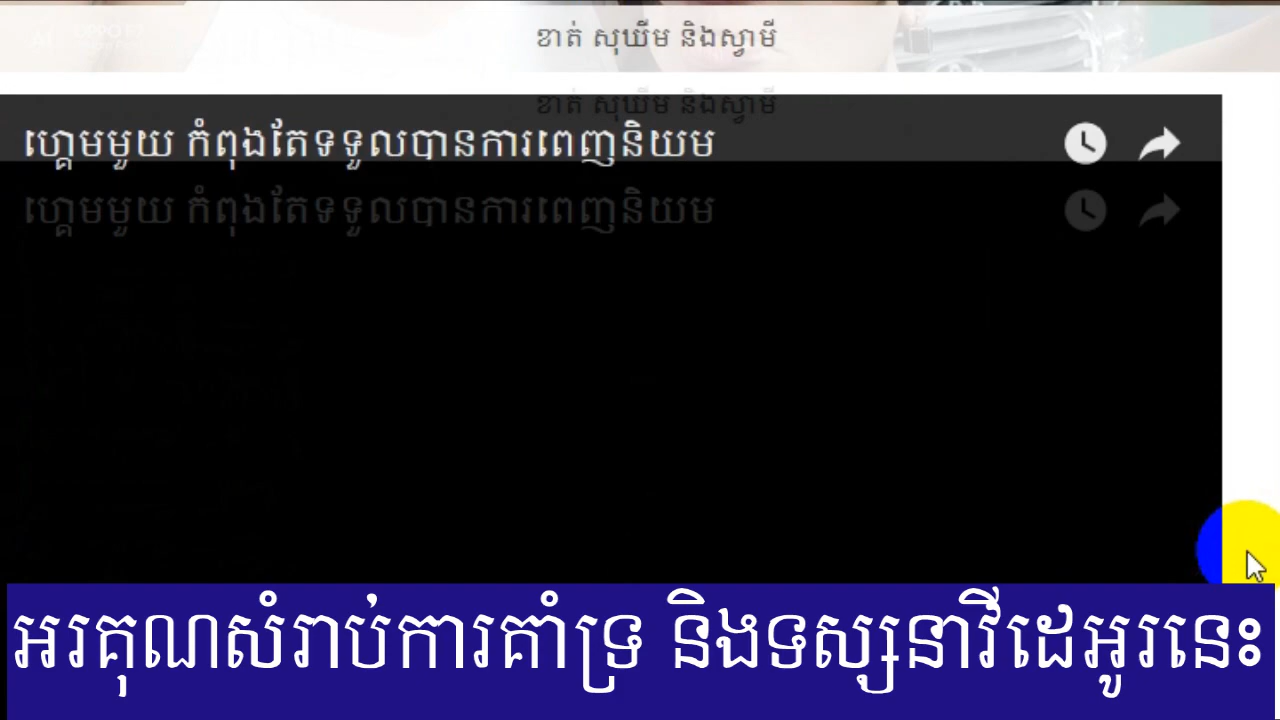 ខាត់ សុឃីម និងស្វាមី
ខាត់ សុឃីម និងស្វាមី
ហ្គេមមួយ កំពុងតែទទួលបានការពេញនិយម
ហ្គេមមួយ កំពុងតែទទួលបានការពេញនិយម
អរគុណសំរាប់ការគាំទ្រ និងទស្សនាវីដេអូរនេះ